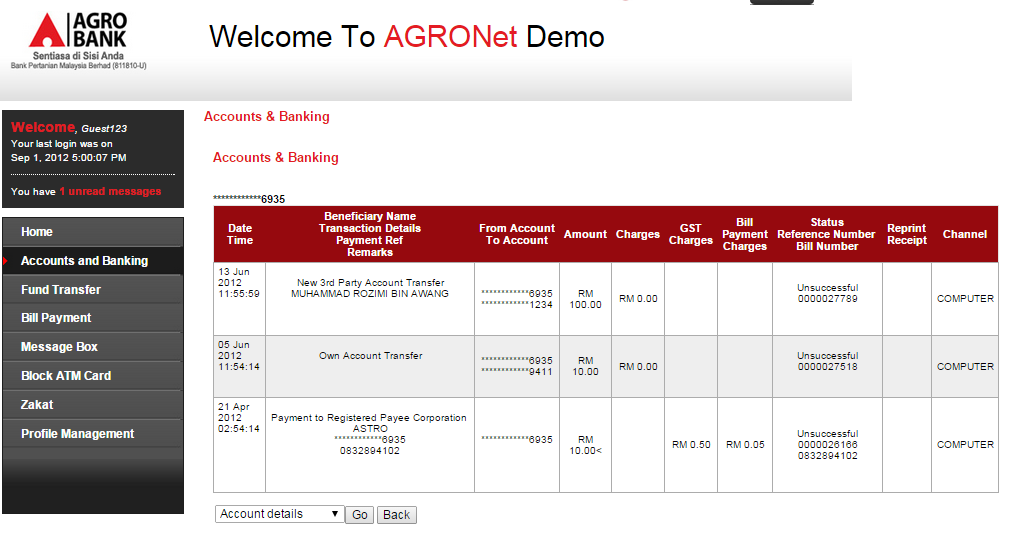 AGRO
BANK
Sentiasa di Sisi Anda
Bank Pertanian Malaysia Berhad (811810-U)
Welcome To AGRONet Demo
Welcome, Guest123
Your last login was on
Sep 1, 2012 5:00:07 PM
You have 1 unread messages
Home
Accounts and Banking
Fund Transfer
Bill Payment
Message Box
Block ATM Card
Zakat
Profile Management
Accounts & Banking
Accounts & Banking
************6935
Date
Time
Beneficiary Name
Transaction Details
Payment Ref
Remarks
From Account
To Account
Amount
Charges
GST
Charges
Bill
Payment
Charges
Status
Reference Number
Bill Number
Reprint
Receipt
Channel
13 Jun
2012
11:55:59
New 3rd Party Account Transfer
MUHAMMAD ROZIMI BIN AWANG
************6935
************1234
RM
100.00
RM 0.00
Unsuccessful
0000027789
COMPUTER
05 Jun
2012
11:54:14
Own Account Transfer
************6935
************9411
RM
10.00
RM 0.00
Unsuccessful
0000027518
COMPUTER
21 Apr
2012
02:54:14
Payment to Registered Payee Corporation
ASTRO
************6935
0832894102
************6935
RM
10.00<
RM 0.50
RM 0.05
Unsuccessful
0000026166
0832894102
COMPUTER
Account details
Go
Back